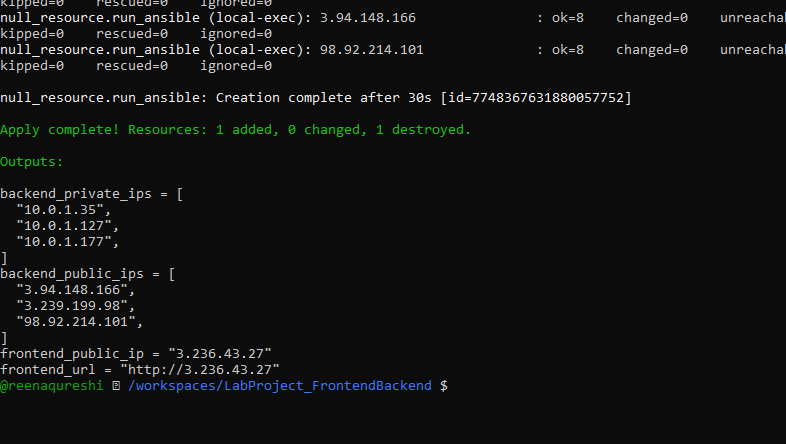 kipped=0    rescued=0    ignored=0
null_resource.run_ansible (local-exec): 3.94.148.166               : ok=8    changed=0    unreacha
kipped=0    rescued=0    ignored=0
null_resource.run_ansible (local-exec): 98.92.214.101              : ok=8    changed=0    unreacha
kipped=0    rescued=0    ignored=0
null_resource.run_ansible: Creation complete after 30s [id=7748367631880057752]
Apply complete! Resources: 1 added, 0 changed, 1 destroyed.
Outputs:
backend_private_ips = [
  "10.0.1.35",
  "10.0.1.127",
  "10.0.1.177",
]
backend_public_ips = [
  "3.94.148.166",
  "3.239.199.98",
  "98.92.214.101",
]
frontend_public_ip = "3.236.43.27"
frontend_url = "http://3.236.43.27"
@reenaqureshi /workspaces/LabProject_FrontendBackend $